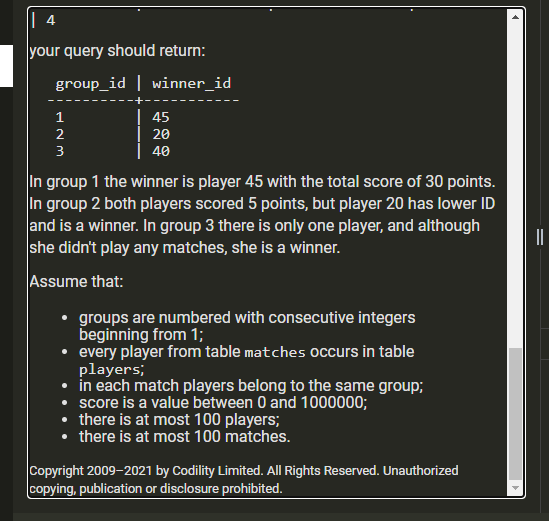 | 4
your query should return:
group_id | winner_id
----------+-----------
1 | 45
2 | 20
3 | 40
In group 1 the winner is player 45 with the total score of 30 points.
In group 2 both players scored 5 points, but player 20 has lower ID
and is a winner. In group 3 there is only one player, and although
she didn't play any matches, she is a winner.
Assume that:
• groups are numbered with consecutive integers
beginning from 1;
• every player from table matches occurs in table
players;
• in each match players belong to the same group;
• score is a value between 0 and 1000000;
• there is at most 100 players;
• there is at most 100 matches.
Copyright 2009–2021 by Codility Limited. All Rights Reserved. Unauthorized
copying, publication or disclosure prohibited.